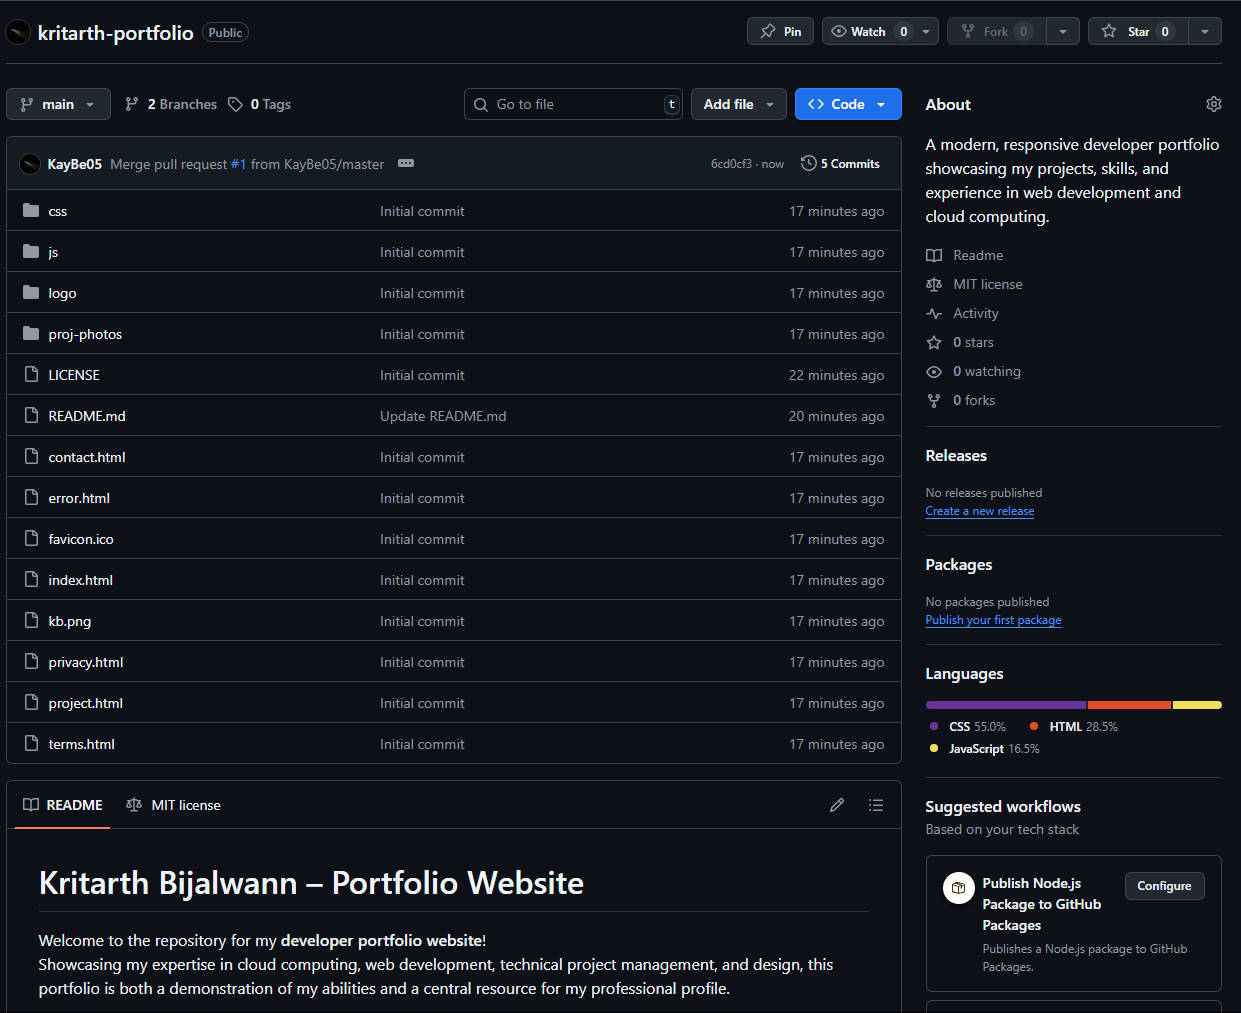 kritarth-portfolio Public Pin Watch 0 Fork 0 Star 0
main 2 Branches 0 Tags Go to file t Add file Code
KayBe05 Merge pull request #1 from KayBe05/master 6cd0cf3 · now 5 Commits
css Initial commit 17 minutes ago
js Initial commit 17 minutes ago
logo Initial commit 17 minutes ago
proj-photos Initial commit 17 minutes ago
LICENSE Initial commit 22 minutes ago
README.md Update README.md 20 minutes ago
contact.html Initial commit 17 minutes ago
error.html Initial commit 17 minutes ago
favicon.ico Initial commit 17 minutes ago
index.html Initial commit 17 minutes ago
kb.png Initial commit 17 minutes ago
privacy.html Initial commit 17 minutes ago
project.html Initial commit 17 minutes ago
terms.html Initial commit 17 minutes ago
README MIT license
Kritarth Bijalwann – Portfolio Website
Welcome to the repository for my developer portfolio website!
Showcasing my expertise in cloud computing, web development, technical project management, and design, this
portfolio is both a demonstration of my abilities and a central resource for my professional profile.
About
A modern, responsive developer portfolio
showcasing my projects, skills, and
experience in web development and
cloud computing.
Readme
MIT license
Activity
0 stars
0 watching
0 forks
Releases
No releases published
Create a new release
Packages
No packages published
Publish your first package
Languages
CSS 55.0% HTML 28.5%
JavaScript 16.5%
Suggested workflows
Based on your tech stack
Publish Node.js Configure
Package to GitHub
Packages
Publishes a Node.js package to GitHub
Packages.